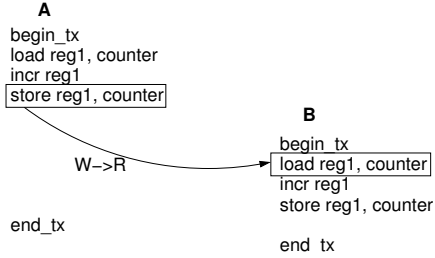 A
begin_tx
load reg1, counter
incr reg1
store reg1, counter
W->R
end_tx
B
begin_tx
load reg1, counter
incr reg1
store reg1, counter
end tx